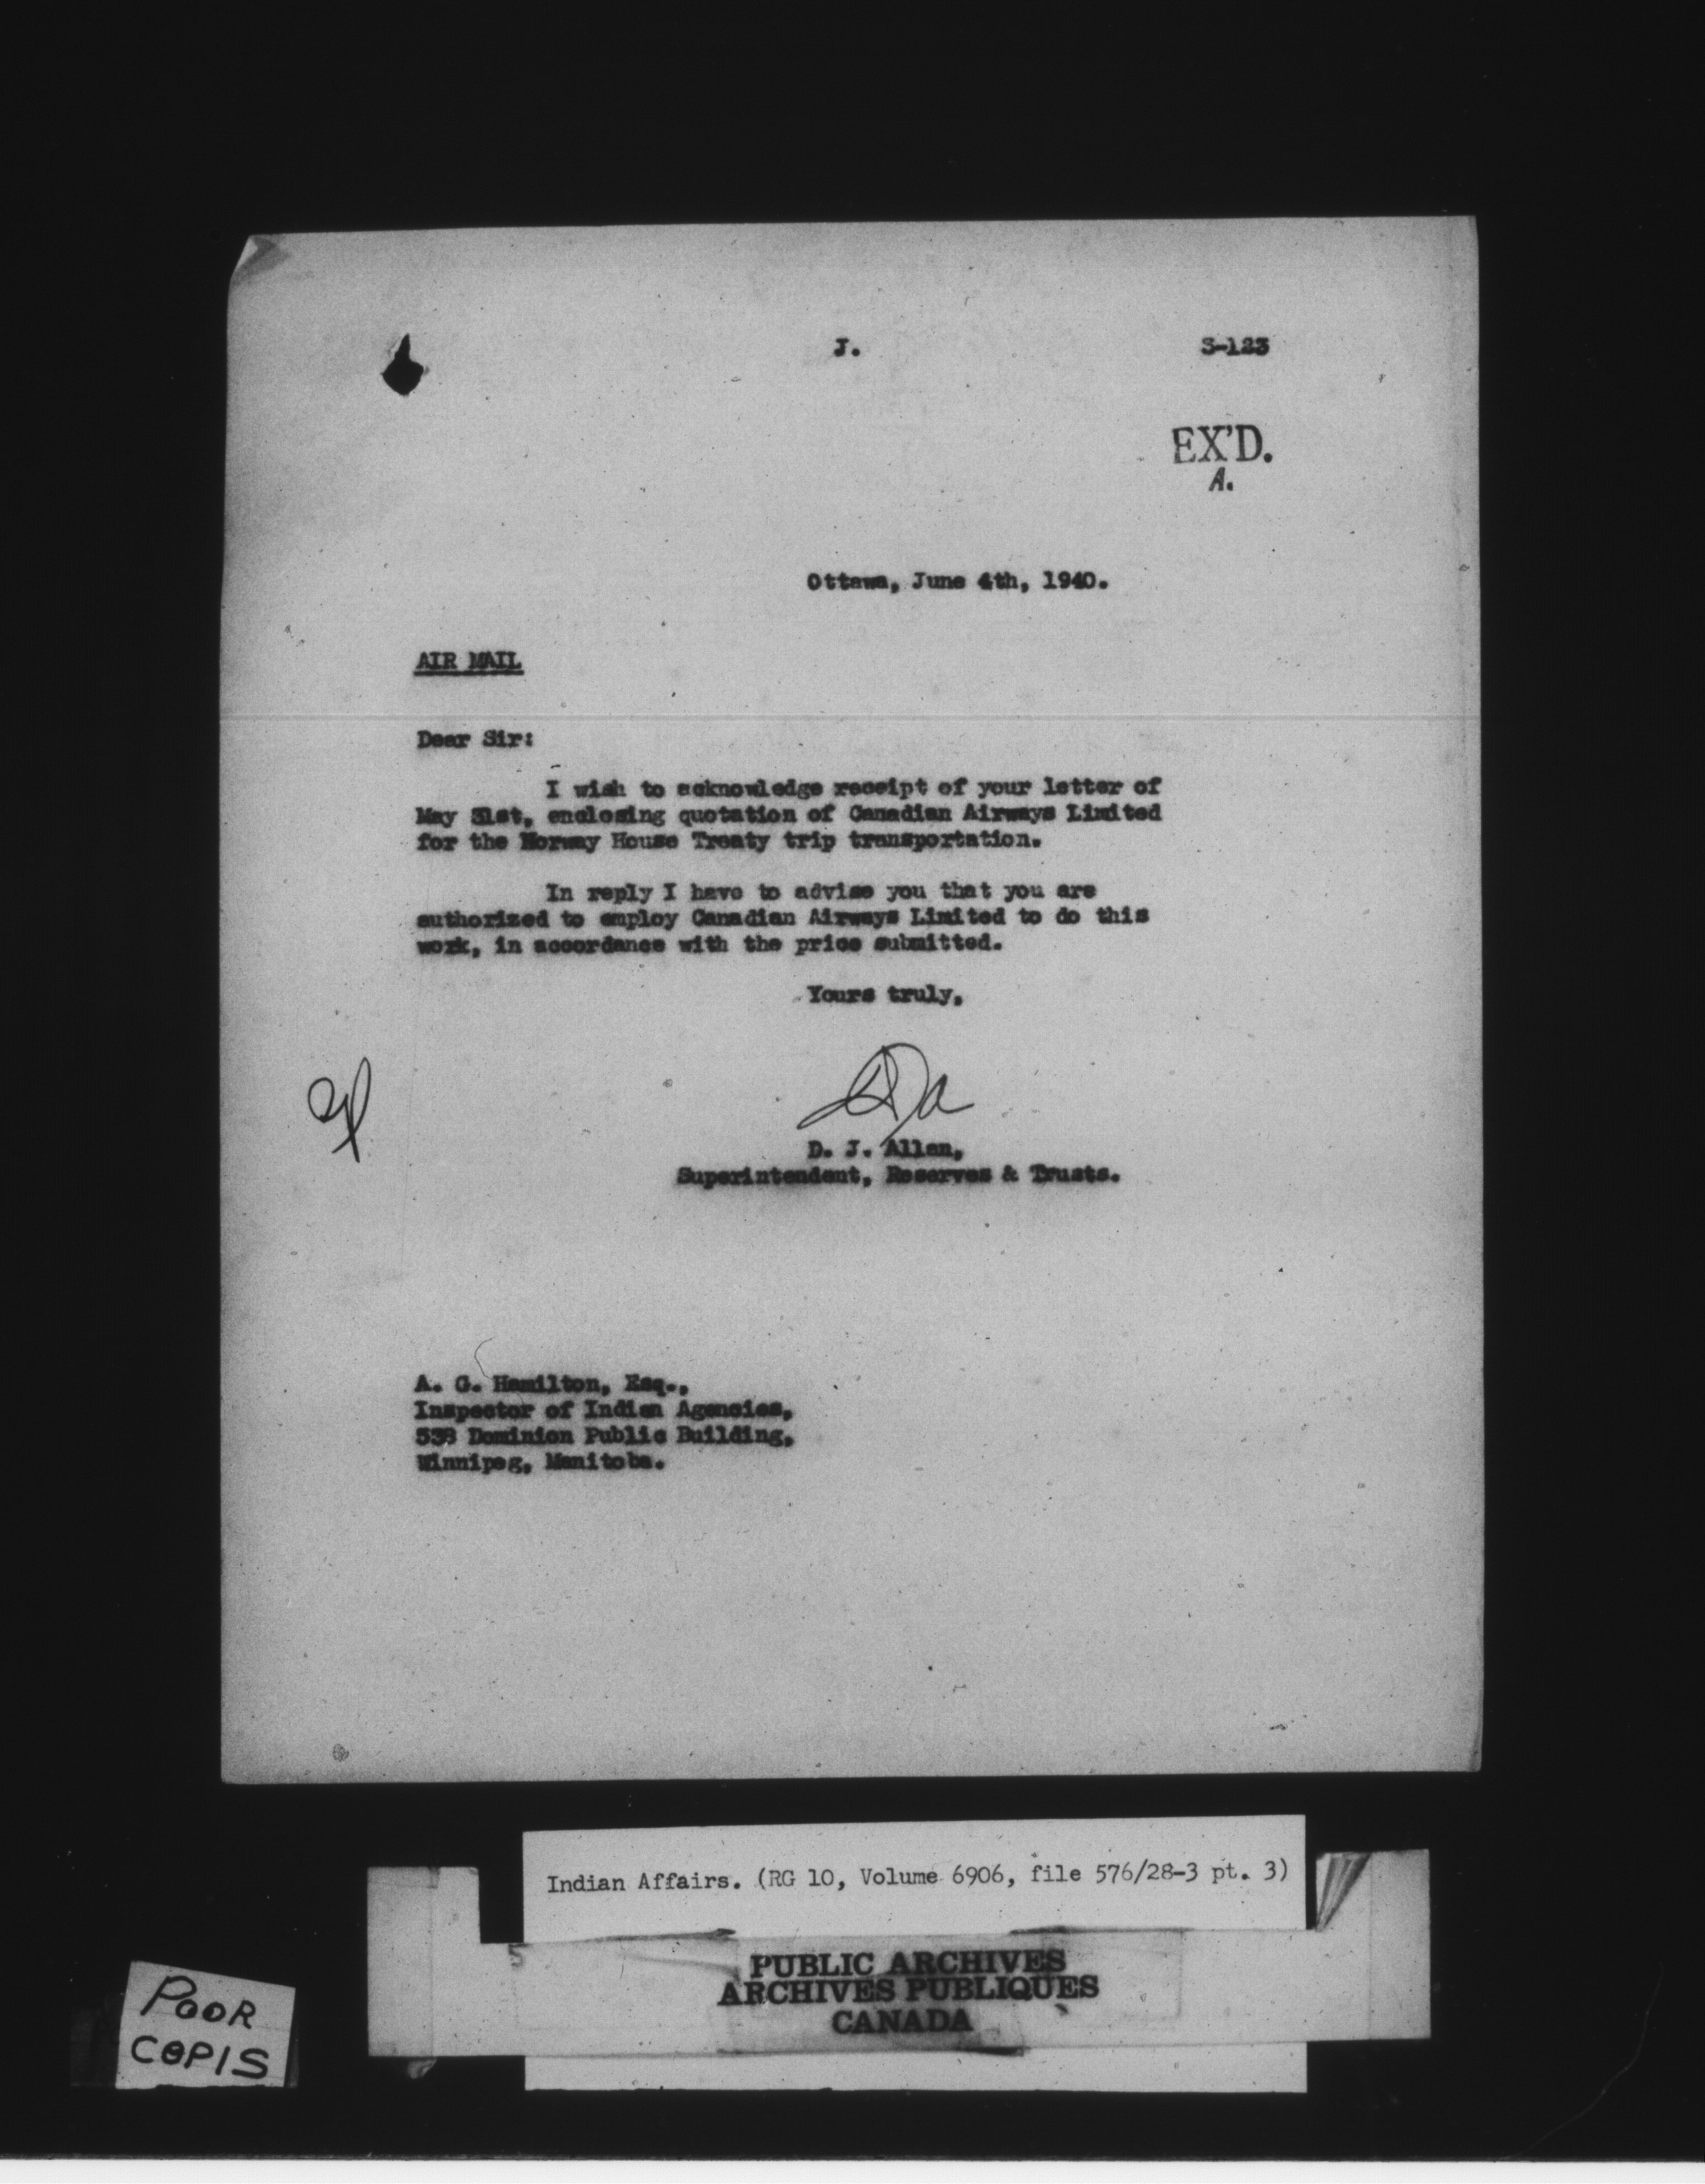 J. S-123
EX'D.
A.
Ottawa, June 4th, 1940.
AIR MAIL
Dear Sir:
I wish to acknowledge receipt of your letter of
May 31st, enclosing quotation of Canadian Airways Limited
for the Norway House Treaty trip transportation.
In reply I have to advise you that you are
authorized to employ Canadian Airways Limited to do this
work, in accordance with the price submitted.
Yours truly,
D. J. Allan,
Superintendent, Reserves & Trusts.
A. G. Hamilton, Esq.,
Inspector of Indian Agencies,
538 Dominion Public Building,
Winnipeg, Manitoba.
Indian Affairs. (RG 10, Volume 6906, file 576/28-3 pt. 3)
5
PUBLIC ARCHIVES
ARCHIVES PUBLIQUES
CANADA
POOR
COPIS